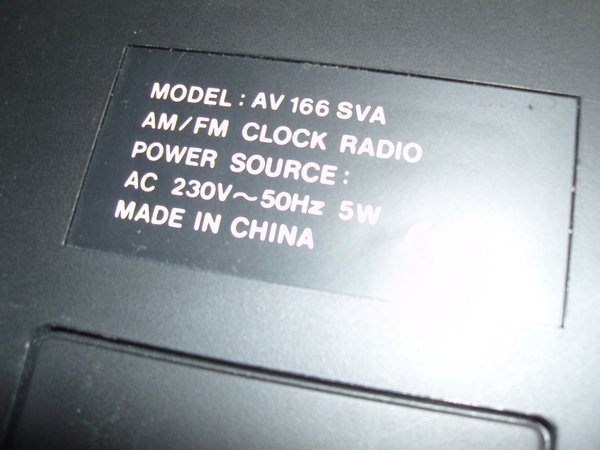 MODEL : AV 166 SVA
AM/FM CLOCK RADIO
POWER SOURCE :
AC 230V~50Hz 5W
MADE IN CHINA